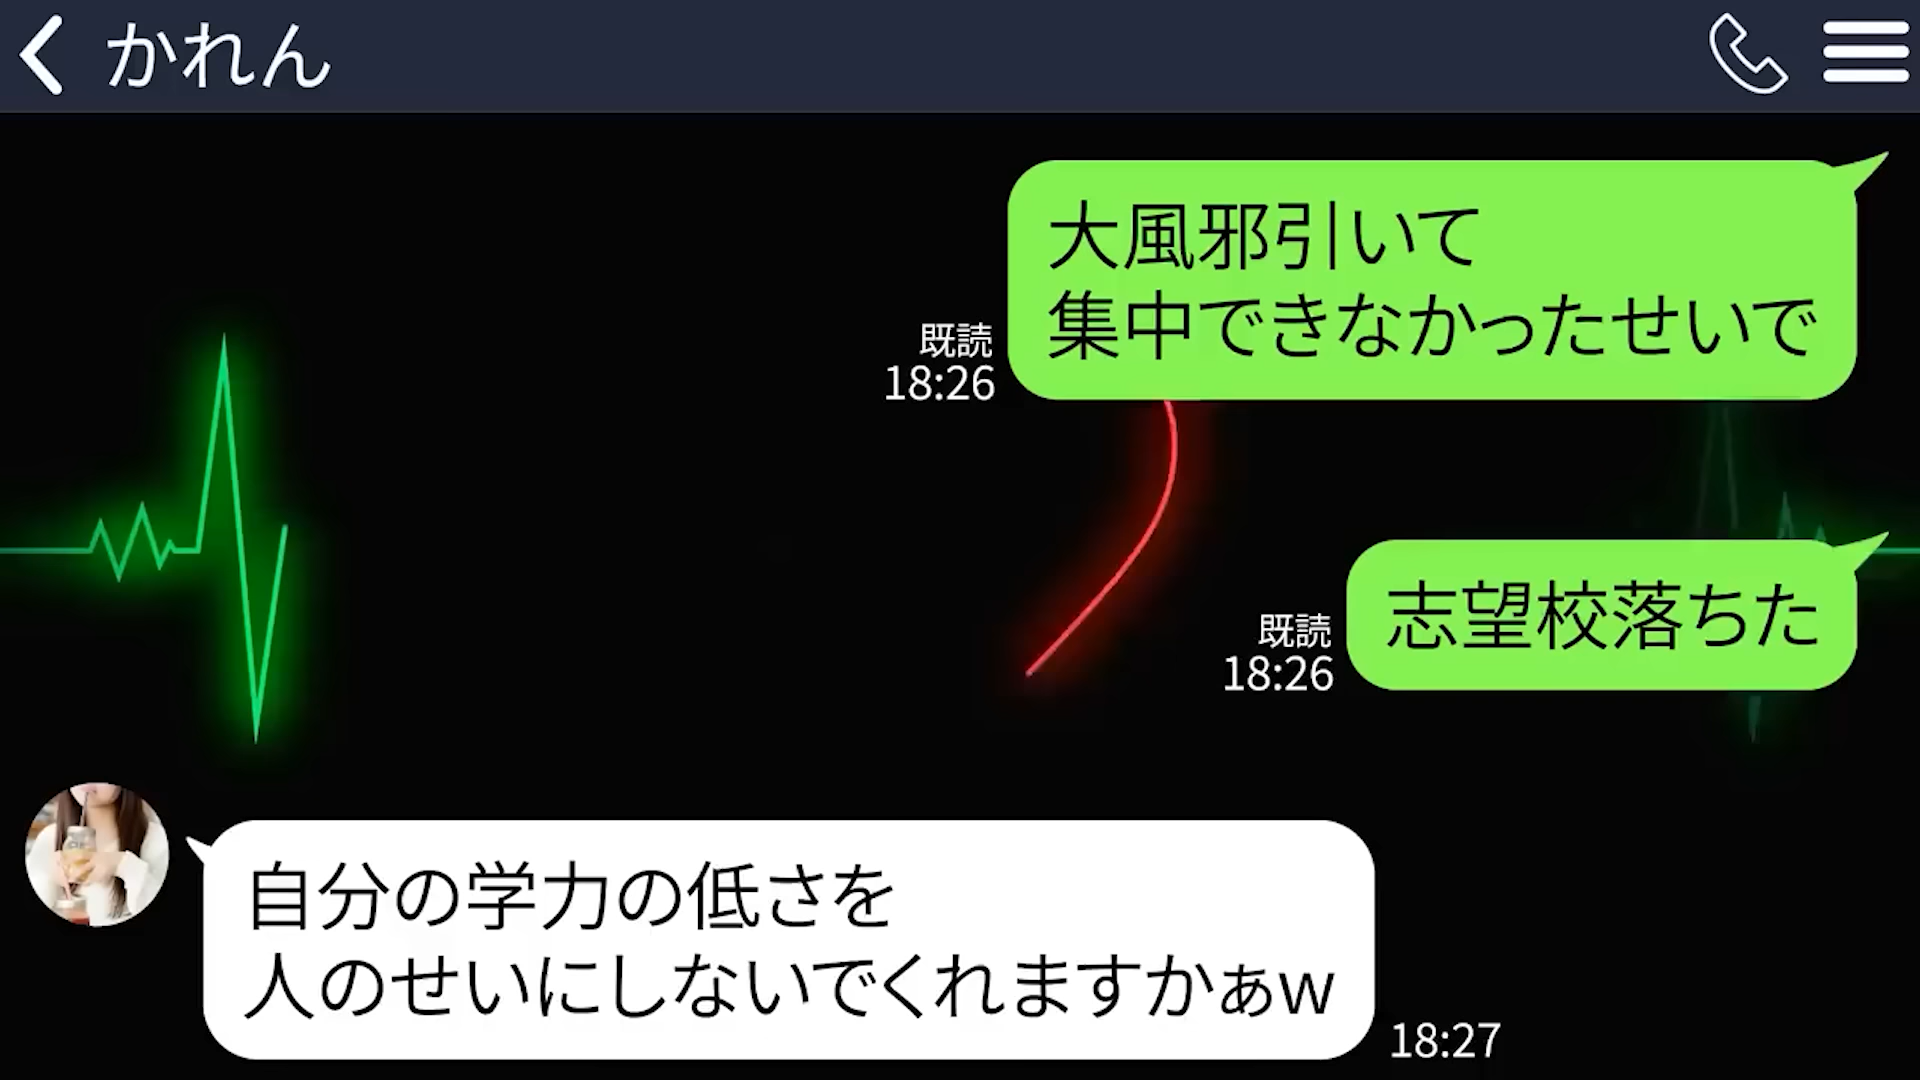 かれん
大風邪引いて
集中できなかったせいで
既読
18:26
志望校落ちた
既読
18:26
自分の学力の低さを
人のせいにしないでくれますかぁw
18:27